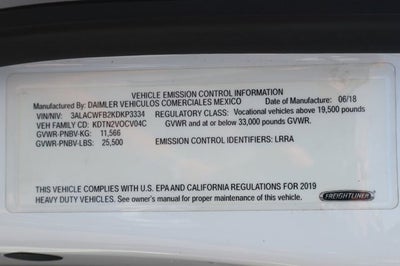 VEHICLE EMISSION CONTROL INFORMATION
Manufactured By: DAIMLER VEHICULOS COMERCIALES MEXICO Date of Manufacture: 06/18
VIN/NIV: 3ALACWFB2KDKP3334 REGULATORY CLASS: Vocational vehicles above 19,500 pounds
VEH FAMILY CD: KDTN2VOCV04C GVWR and at or below 33,000 pounds GVWR.
GVWR-PNBV-KG: 11,566
GVWR-PNBV-LBS: 25,500 EMISSION CONTROL IDENTIFIERS: LRRA
THIS VEHICLE COMPLIES WITH U.S. EPA AND CALIFORNIA REGULATIONS FOR 2019
HEAVY DUTY VEHICLES. See owner's manual for proper maintenance of this vehicle.
FREIGHTLINER